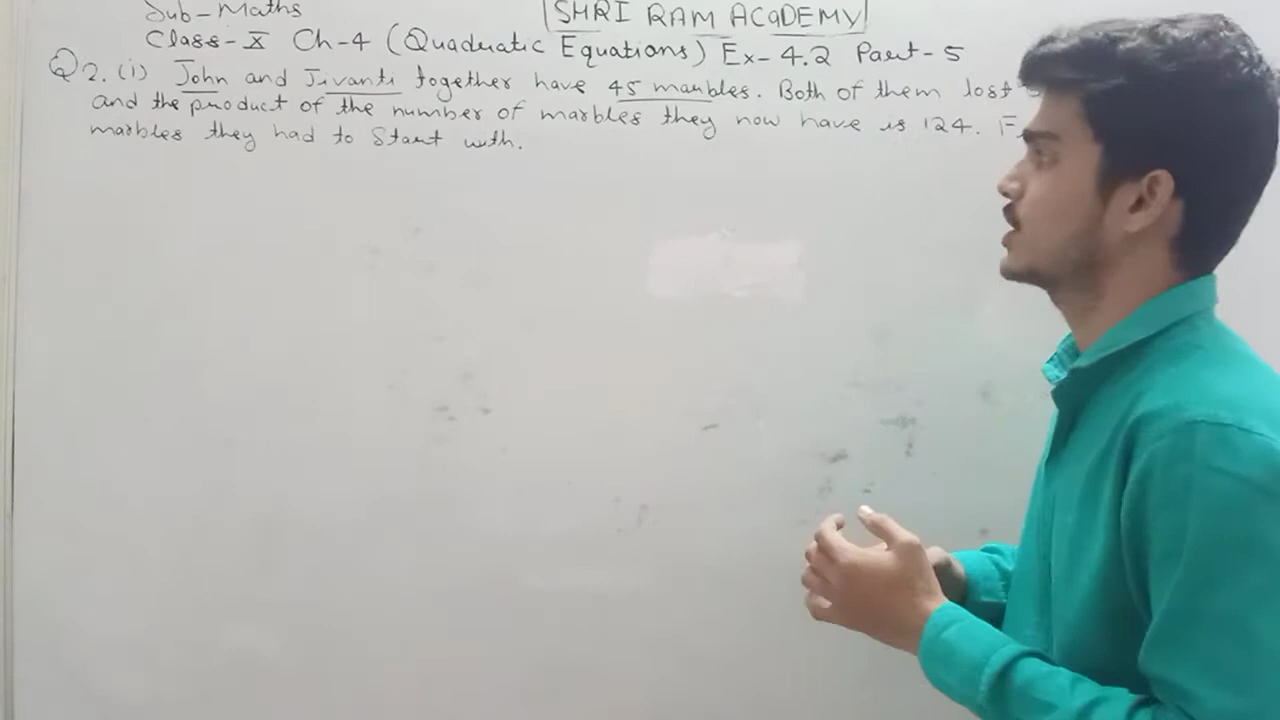 Sub-Maths
SHRI RAM ACADEMY
Class-X Ch-4 (Quadratic Equations) Ex-4.2 Part-5
Q2. (i) John and Jivanti together have 45 marbles. Both of them lost
and the product of the number of marbles they now have is 124.
marbles they had to start with.